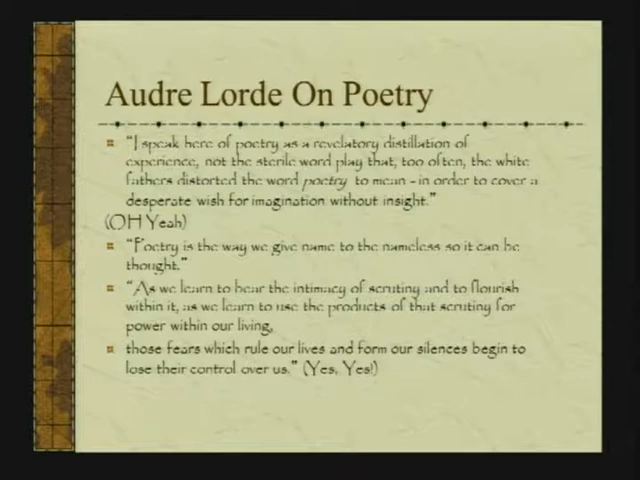 Audre Lorde On Poetry
"I speak here of poetry as a revelatory distillation of
experience, not the sterile word play that, too often, the white
fathers distorted the word poetry to mean - in order to cover a
desperate wish for imagination without insight."
(OH Yeah)
"Poetry is the way we give name to the nameless so it can be
thought."
"As we learn to bear the intimacy of scrutiny and to flourish
within it, as we learn to use the products of that scrutiny for
power within our living,
those fears which rule our lives and form our silences begin to
lose their control over us." (Yes, Yes!)